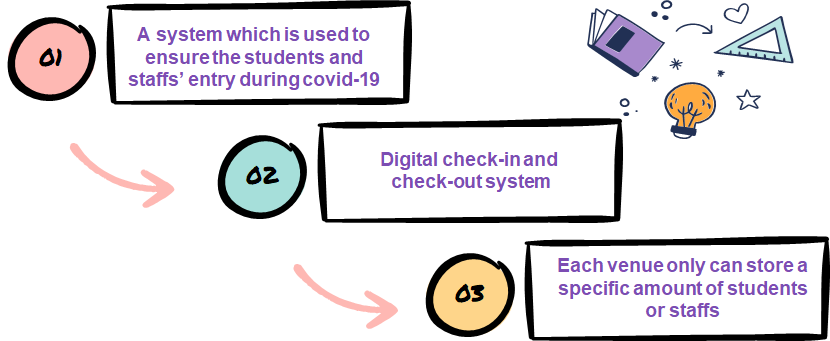 01
A system which is used to
ensure the students and
staffs' entry during covid-19
02
Digital check-in and
check-out system
03
Each venue only can store a
specific amount of students
or staffs